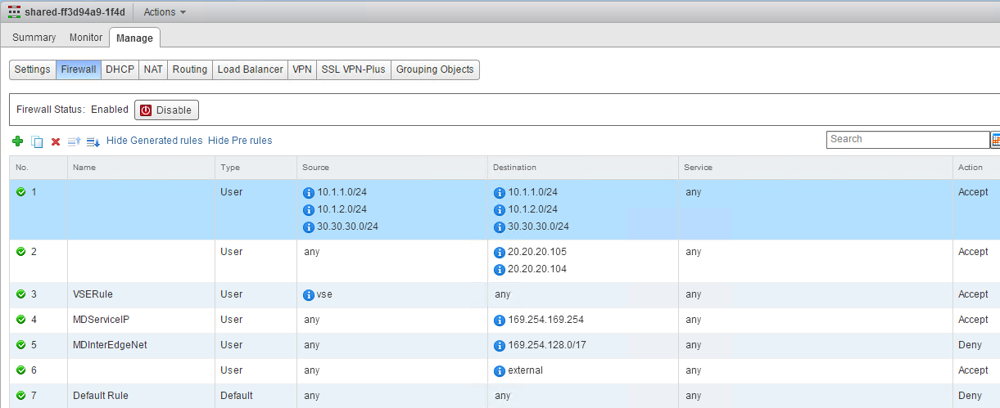 shared-ff3d94a9-1f4d Actions
Summary Monitor Manage
Settings Firewall DHCP NAT Routing Load Balancer VPN SSL VPN-Plus Grouping Objects
Firewall Status: Enabled Disable
Hide Generated rules Hide Pre rules Search
No. Name Type Source Destination Service Action
1 User 10.1.1.0/24 10.1.1.0/24 any Accept
10.1.2.0/24 10.1.2.0/24
30.30.30.0/24 30.30.30.0/24
2 User any 20.20.20.105 any Accept
20.20.20.104
3 VSERule User vse any any Accept
4 MDServiceIP User any 169.254.169.254 any Accept
5 MDInterEdgeNet User any 169.254.128.0/17 any Deny
6 User any external any Accept
7 Default Rule Default any any any Deny